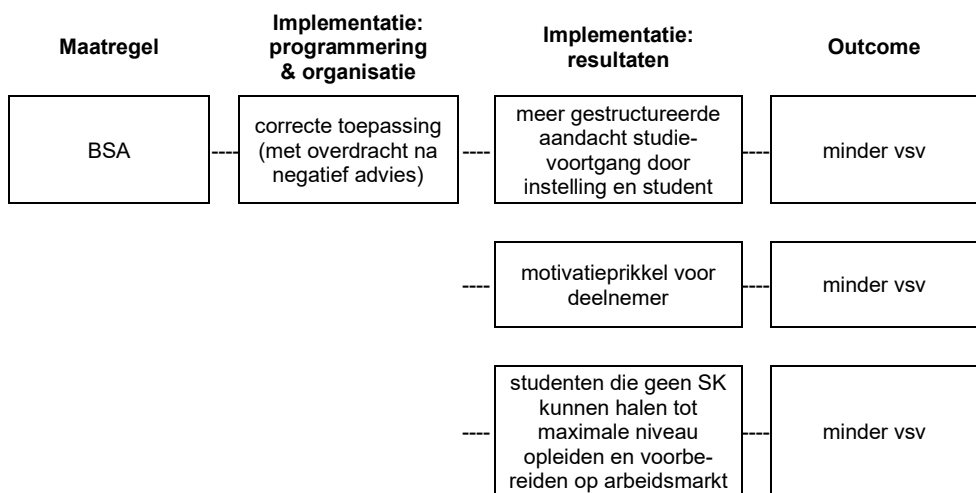 Maatregel
Implementatie:
programmering
& organisatie
Implementatie:
resultaten
Outcome
BSA
----
correcte toepassing
(met overdracht na
negatief advies)
----
meer gestructureerde
aandacht studie-
voortgang door
instelling en student
----
minder vsv
----
motivatieprikkel voor
deelnemer
----
minder vsv
----
studenten die geen SK
kunnen halen tot
maximale niveau
opleiden en voorbe-
reiden op arbeidsmarkt
----
minder vsv